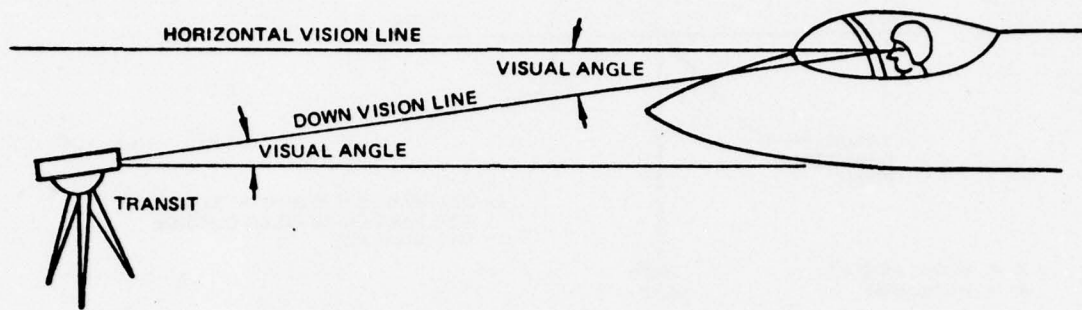 HORIZONTAL VISION LINE
VISUAL ANGLE
DOWN VISION LINE
VISUAL ANGLE
TRANSIT